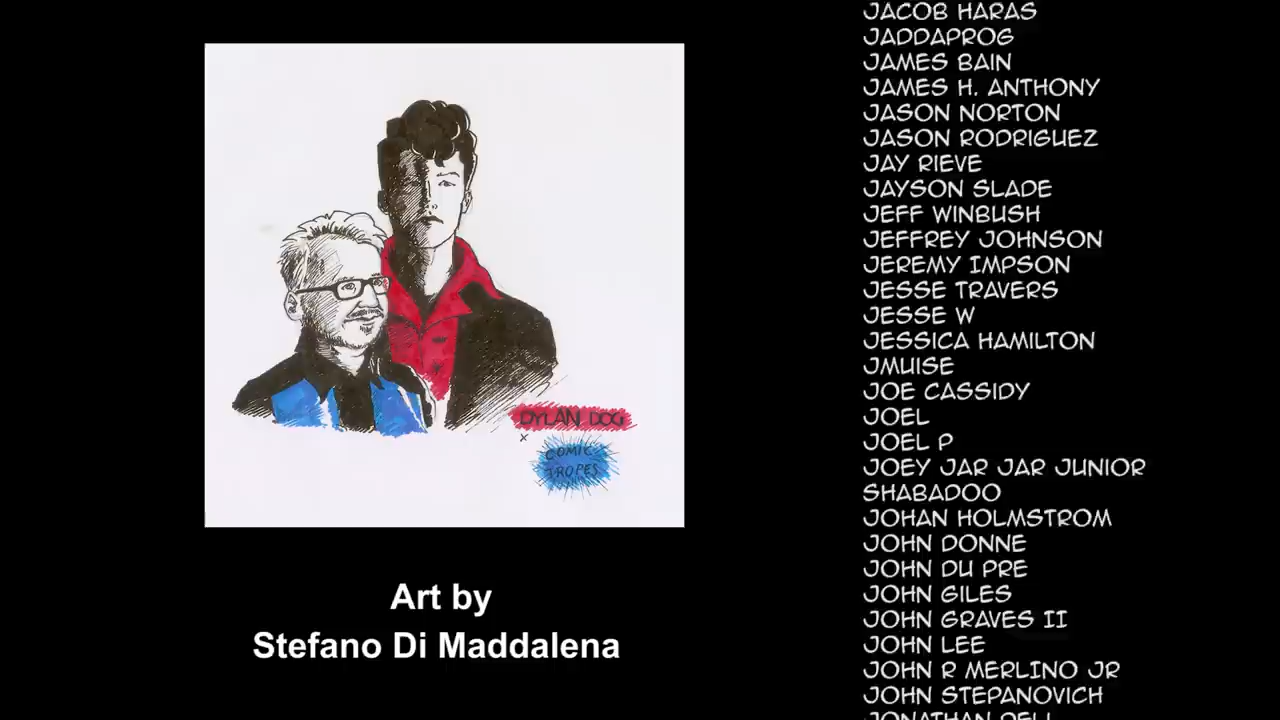 DYLAN DOG
X
COMIC
TROPES
Art by
Stefano Di Maddalena
JACOB HARAS
JADDAPROG
JAMES BAIN
JAMES H. ANTHONY
JASON NORTON
JASON RODRIGUEZ
JAY RIEVE
JAYSON SLADE
JEFF WINBUSH
JEFFREY JOHNSON
JEREMY IMPSON
JESSE TRAVERS
JESSE W
JESSICA HAMILTON
JMUISE
JOE CASSIDY
JOEL
JOEL P
JOEY JAR JAR JUNIOR
SHABADOO
JOHAN HOLMSTROM
JOHN DONNE
JOHN DU PRE
JOHN GILES
JOHN GRAVES II
JOHN LEE
JOHN R MERLINO JR
JOHN STEPANOVICH
JONATHAN